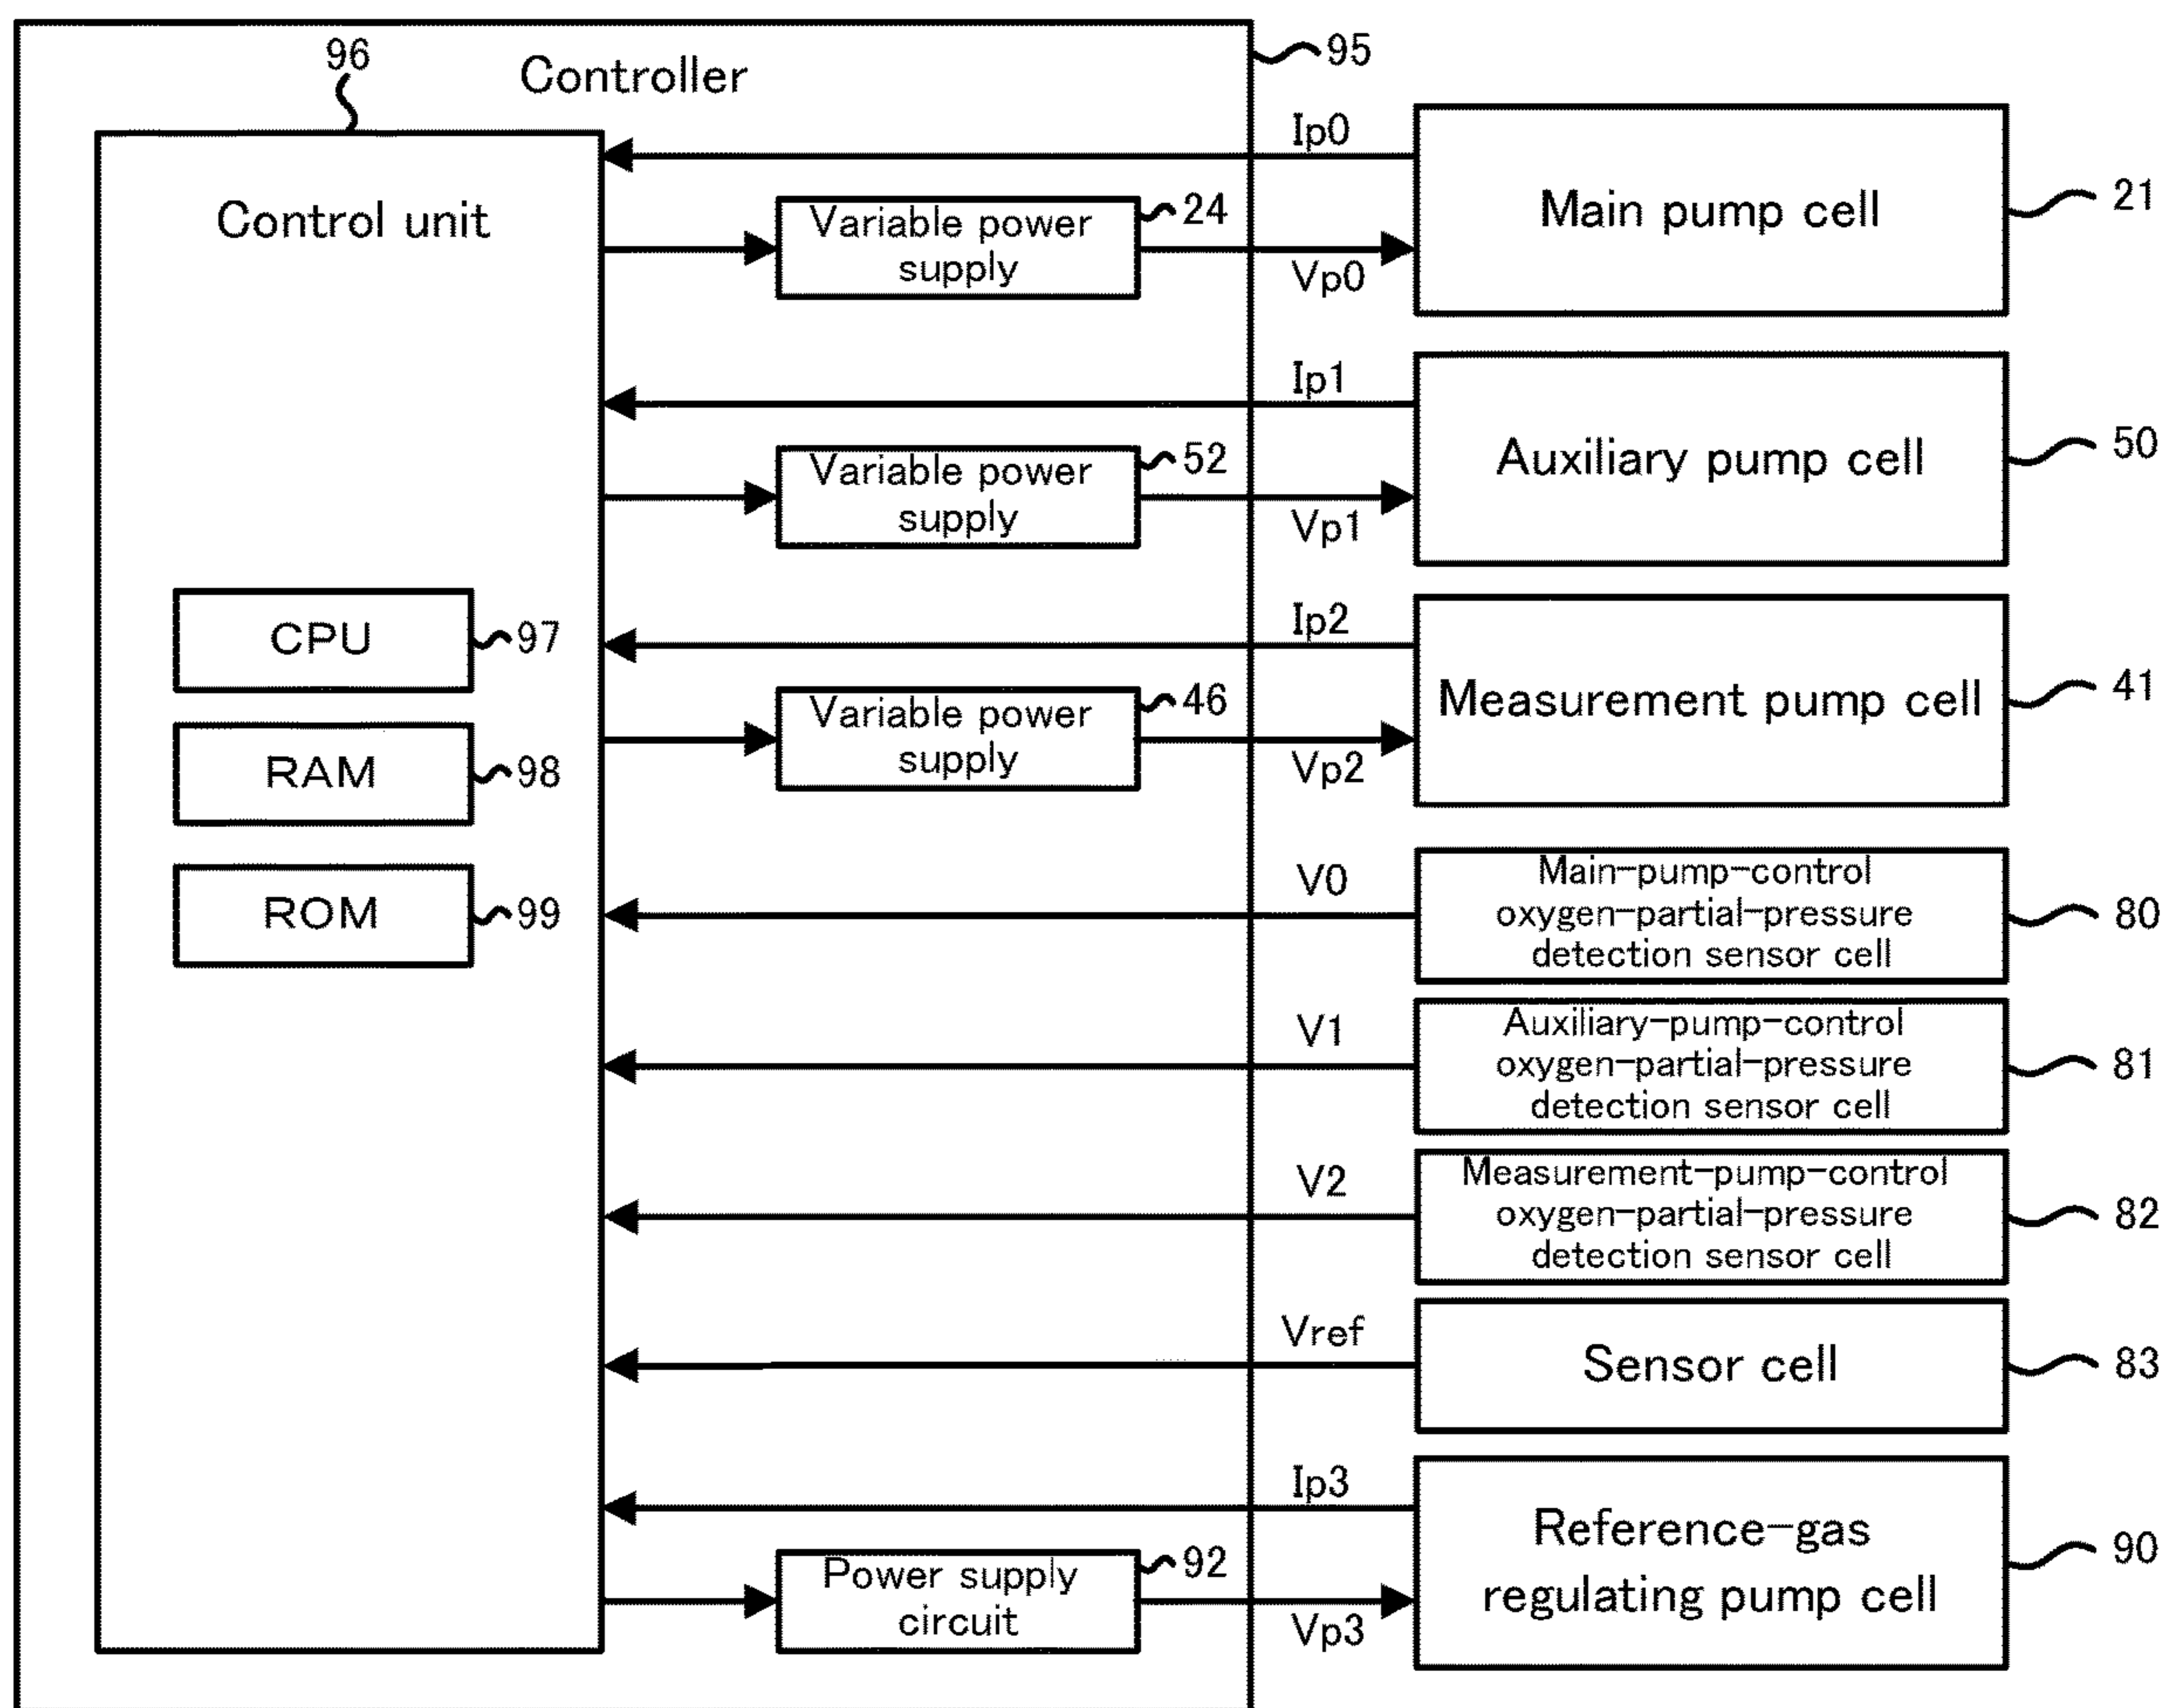 Controller
95
96
Control unit
Ip0
Variable power
supply
24
Vp0
Main pump cell
21
Ip1
Variable power
supply
52
Vp1
Auxiliary pump cell
50
CPU
97
RAM
98
ROM
99
Ip2
Variable power
supply
46
Vp2
Measurement pump cell
41
V0
Main-pump-control
oxygen-partial-pressure
detection sensor cell
80
V1
Auxiliary-pump-control
oxygen-partial-pressure
detection sensor cell
81
V2
Measurement-pump-control
oxygen-partial-pressure
detection sensor cell
82
Vref
Sensor cell
83
Ip3
Power supply
circuit
92
Vp3
Reference-gas
regulating pump cell
90